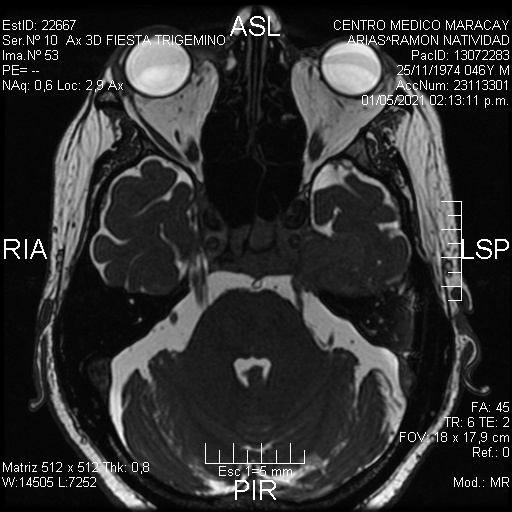 EstID: 22667
Ser.Nº 10 Ax 3D FIESTA TRIGEMINO
Ima.Nº 53
PE= --
NAq: 0,6 Loc: 2,9 Ax
ASL
CENTRO MEDICO MARACAY
ARIAS^RAMON NATIVIDAD
PacID: 13072283
25/11/1974 046Y M
AccNum: 23113301
01/05/2021 02:13:11 p.m.
RIA
LSP
Matriz 512 x 512 Thk: 0,8
W:14505 L:7252
Esc.1=5 mm
PIR
FA: 45
TR: 6 TE: 2
FOV: 18 x 17,9 cm
Ref.: 0
Mod.: MR